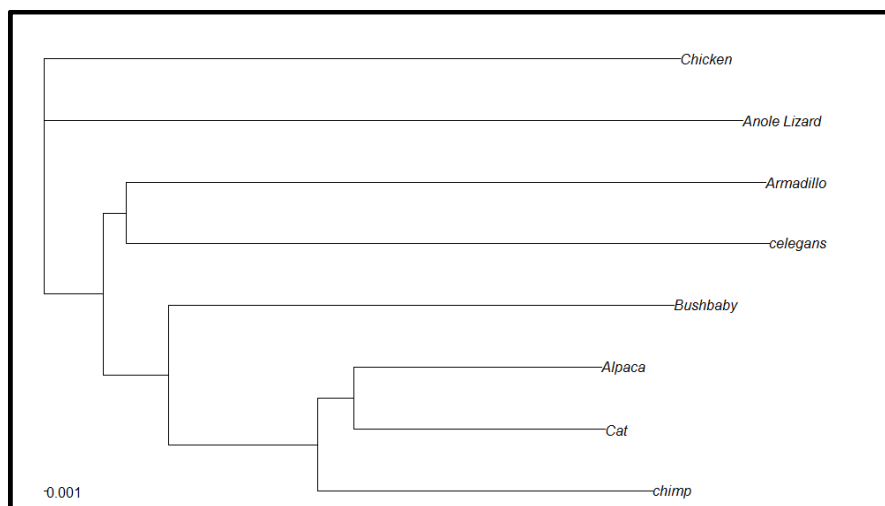 Chicken
Anole Lizard
Armadillo
celegans
Bushbaby
Alpaca
Cat
chimp
0.001